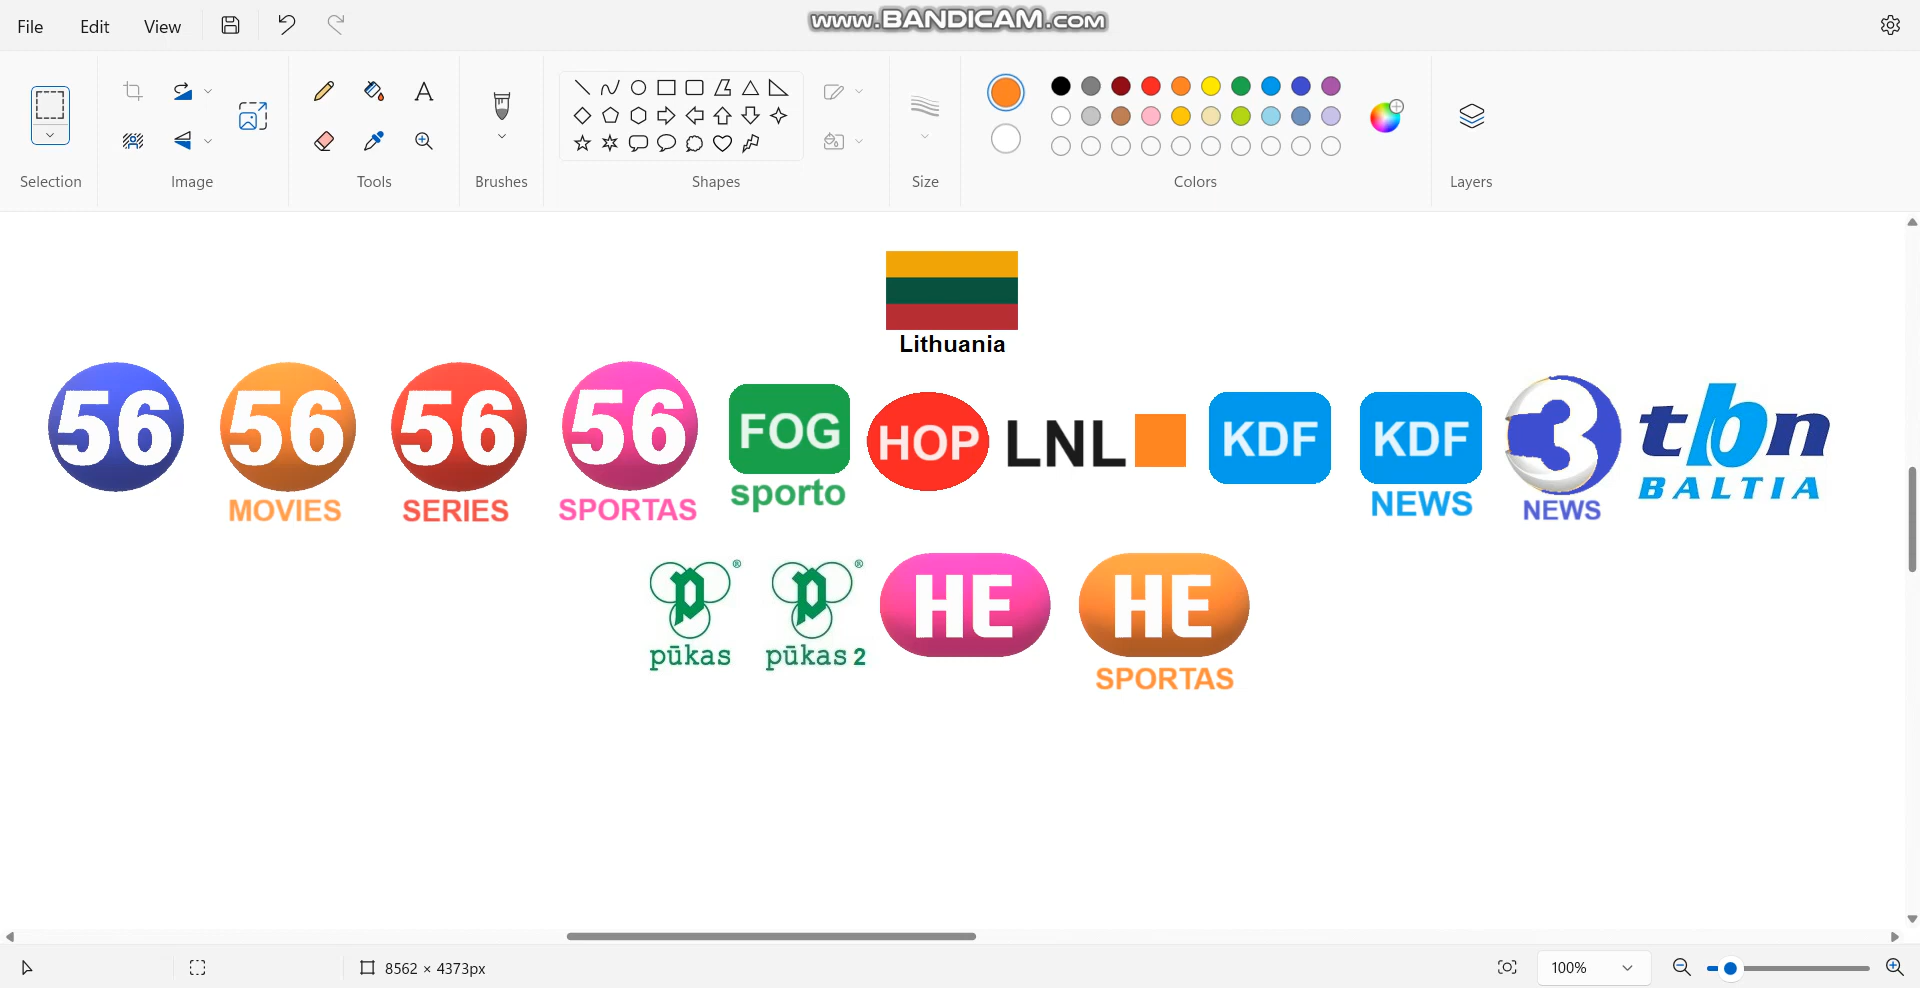 File Edit View
www.BANDICAM.com
Selection Image Tools Brushes Shapes Size Colors Layers
Lithuania
56 56 56 56 FOG HOP LNL KDF KDF 3 tbn
MOVIES SERIES SPORTAS sporto NEWS NEWS BALTIA
p ® p ® HE HE
pūkas pūkas 2 SPORTAS
8562 × 4373px 100%